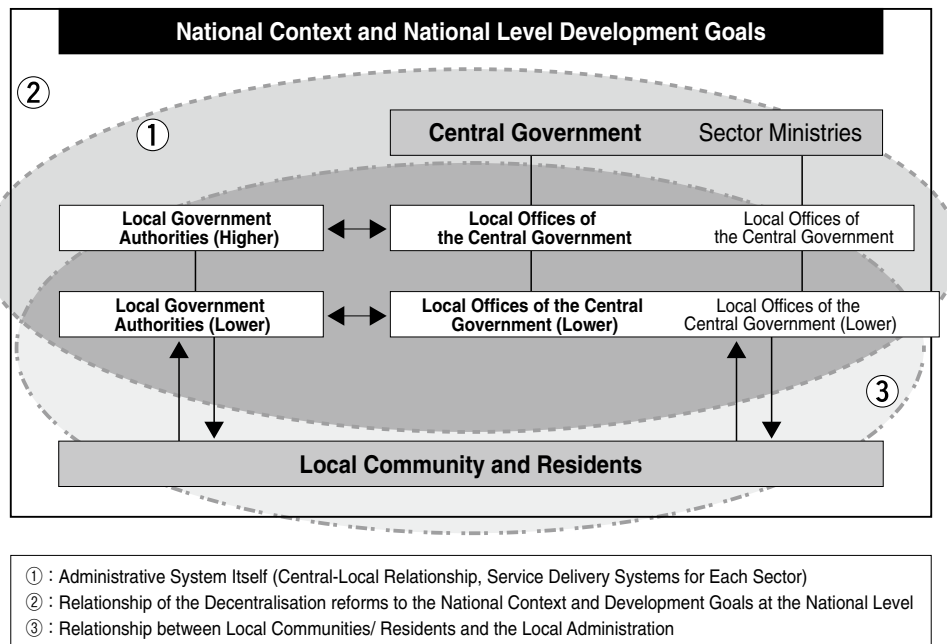 National Context and National Level Development Goals
②
①
Central Government Sector Ministries
Local Government
Authorities (Higher)
Local Offices of
the Central Government
Local Offices of
the Central Government
Local Government
Authorities (Lower)
Local Offices of the Central
Government (Lower)
Local Offices of the
Central Government (Lower)
③
Local Community and Residents
①：Administrative System Itself (Central-Local Relationship, Service Delivery Systems for Each Sector)
②：Relationship of the Decentralisation reforms to the National Context and Development Goals at the National Level
③：Relationship between Local Communities/ Residents and the Local Administration